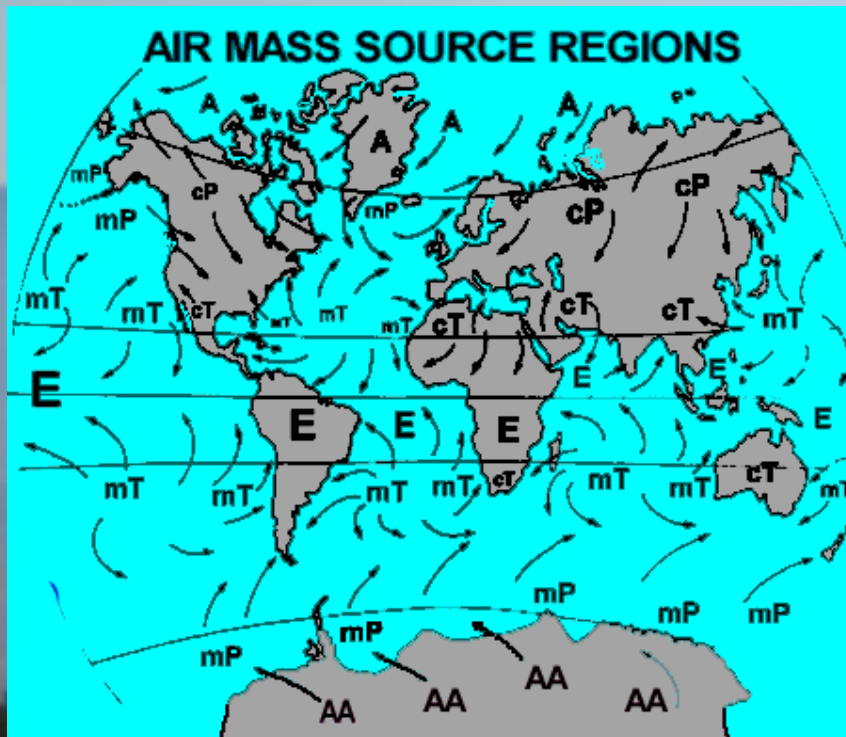 AIR MASS SOURCE REGIONS
A A A
A A
mP cP mP cP cP
mP
mT mT cT mT mT mT cT cT cT mT
E E E
E E E E
mT mT mT mT cT mT mT cT mT
mP mP mP mP mP
AA AA AA AA